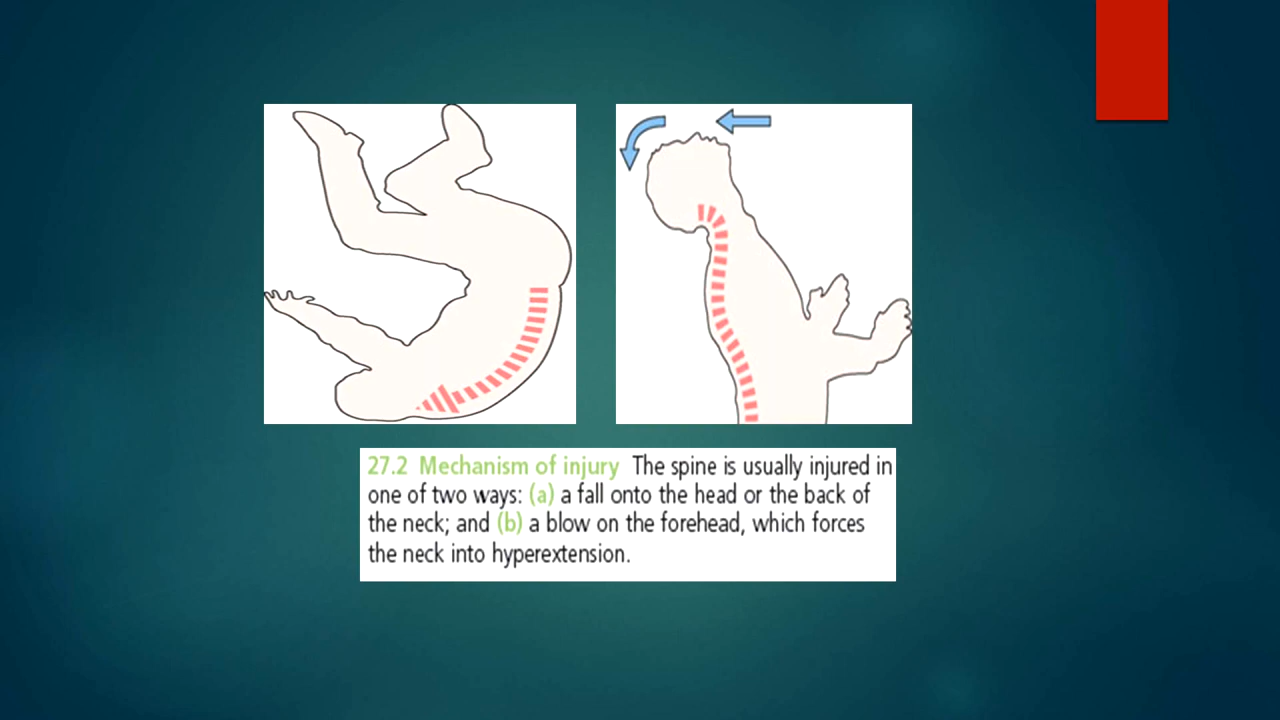 27.2 Mechanism of injury The spine is usually injured in
one of two ways: (a) a fall onto the head or the back of
the neck; and (b) a blow on the forehead, which forces
the neck into hyperextension.